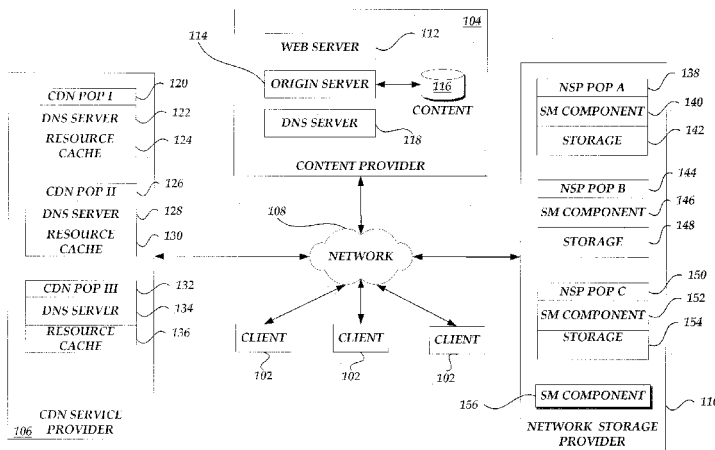 104
114
WEB SERVER
112
ORIGIN SERVER
116
CONTENT
DNS SERVER
118
CONTENT PROVIDER
CDN POP I
120
DNS SERVER
122
RESOURCE
CACHE
124
CDN POP II
126
DNS SERVER
128
RESOURCE
CACHE
130
CDN POP III
132
DNS SERVER
134
RESOURCE
CACHE
136
CDN SERVICE
PROVIDER
106
108
NETWORK
CLIENT
102
CLIENT
102
CLIENT
102
NSP POP A
138
SM COMPONENT
140
STORAGE
142
NSP POP B
144
SM COMPONENT
146
STORAGE
148
NSP POP C
150
SM COMPONENT
152
STORAGE
154
SM COMPONENT
156
NETWORK STORAGE
PROVIDER